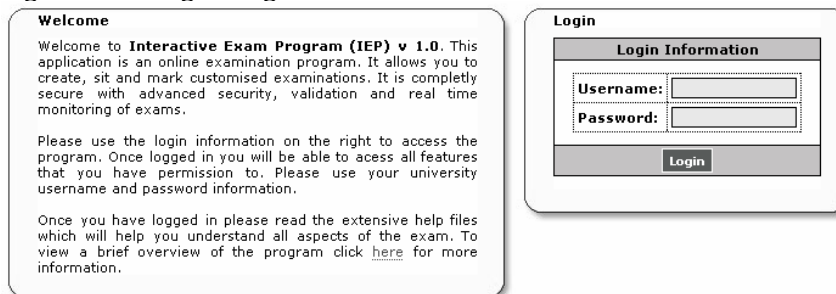 Welcome
Welcome to Interactive Exam Program (IEP) v 1.0. This
application is an online examination program. It allows you to
create, sit and mark customised examinations. It is completly
secure with advanced security, validation and real time
monitoring of exams.
Please use the login information on the right to access the
program. Once logged in you will be able to acess all features
that you have permission to. Please use your university
username and password information.
Once you have logged in please read the extensive help files
which will help you understand all aspects of the exam. To
view a brief overview of the program click here for more
information.
Login
Login Information
Username:
Password:
Login